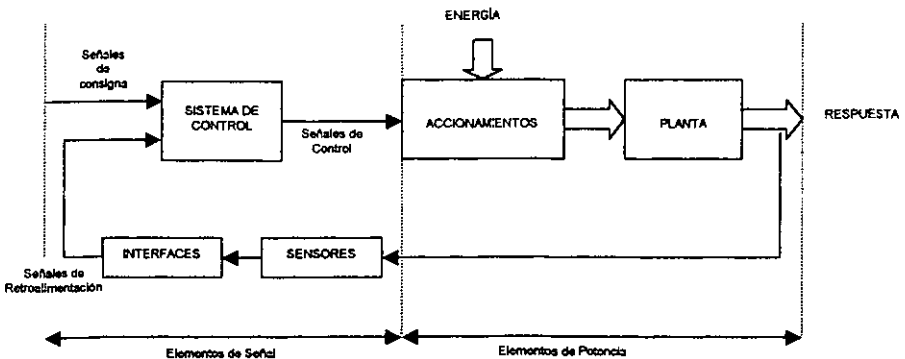 ENERGÍA
Señales
de
consigna
SISTEMA DE
CONTROL
Señales de
Control
ACCIONAMENTOS
PLANTA
RESPUESTA
INTERFACES
SENSORES
Señales de
Retroalimentación
Elementos de Señal
Elementos de Potencia